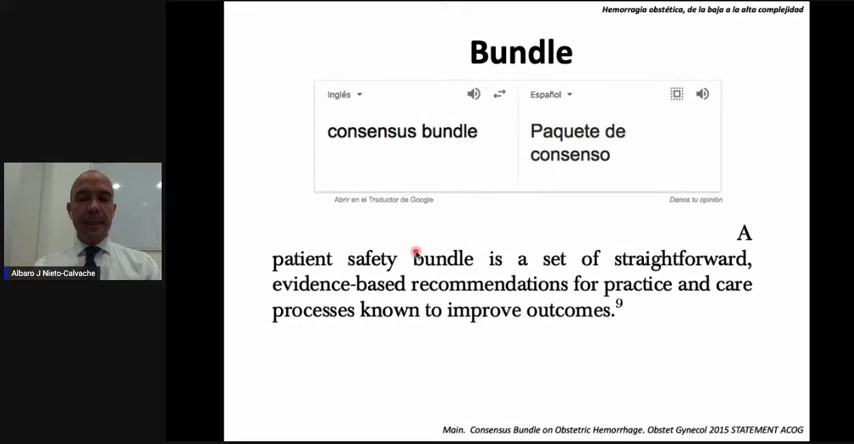 Hemorragia obstétrica, de la baja a la alta complejidad
Bundle
Inglés
Español
consensus bundle
Paquete de
consenso
Abrir en el Traductor de Google
Danos tu opinión
A
patient safety bundle is a set of straightforward,
evidence-based recommendations for practice and care
processes known to improve outcomes.9
Albaro J Nieto-Calvache
Main. Consensus Bundle on Obstetric Hemorrhage. Obstet Gynecol 2015 STATEMENT ACOG